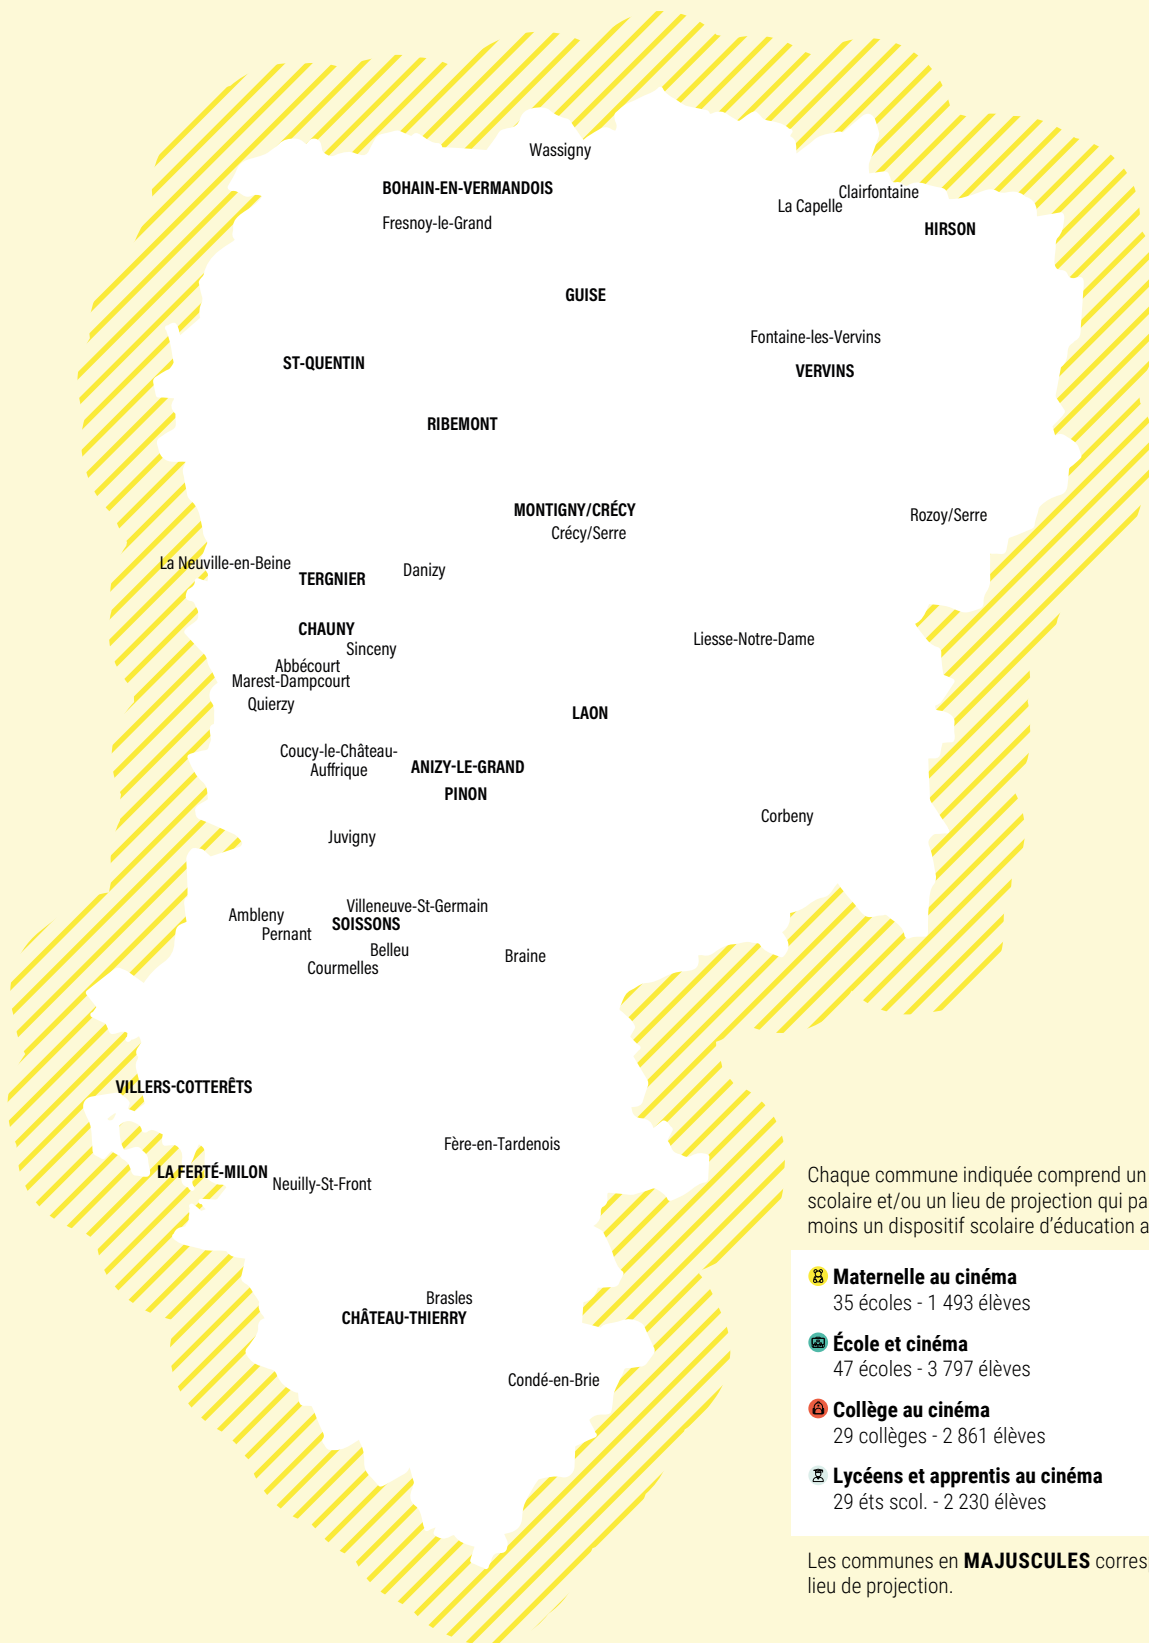 Wassigny
BOHAIN-EN-VERMANDOIS
Clairfontaine
La Capelle
Fresnoy-le-Grand
HIRSON
GUISE
Fontaine-les-Vervins
ST-QUENTIN
VERVINS
RIBEMONT
MONTIGNY/CRÉCY
Rozoy/Serre
Crécy/Serre
La Neuville-en-Beine
TERGNIER
Danizy
CHAUNY
Liesse-Notre-Dame
Sinceny
Abbécourt
Marest-Dampcourt
Quierzy
LAON
Coucy-le-Château-
Auffrique
ANIZY-LE-GRAND
PINON
Corbeny
Juvigny
Villeneuve-St-Germain
Ambleny
SOISSONS
Pernant
Belleu
Braine
Courmelles
VILLERS-COTTERÊTS
Fère-en-Tardenois
LA FERTÉ-MILON
Neuilly-St-Front
Brasles
CHÂTEAU-THIERRY
Condé-en-Brie
Chaque commune indiquée comprend un
scolaire et/ou un lieu de projection qui pa
moins un dispositif scolaire d'éducation a
Maternelle au cinéma
35 écoles - 1 493 élèves
École et cinéma
47 écoles - 3 797 élèves
Collège au cinéma
29 collèges - 2 861 élèves
Lycéens et apprentis au cinéma
29 éts scol. - 2 230 élèves
Les communes en MAJUSCULES corres
lieu de projection.